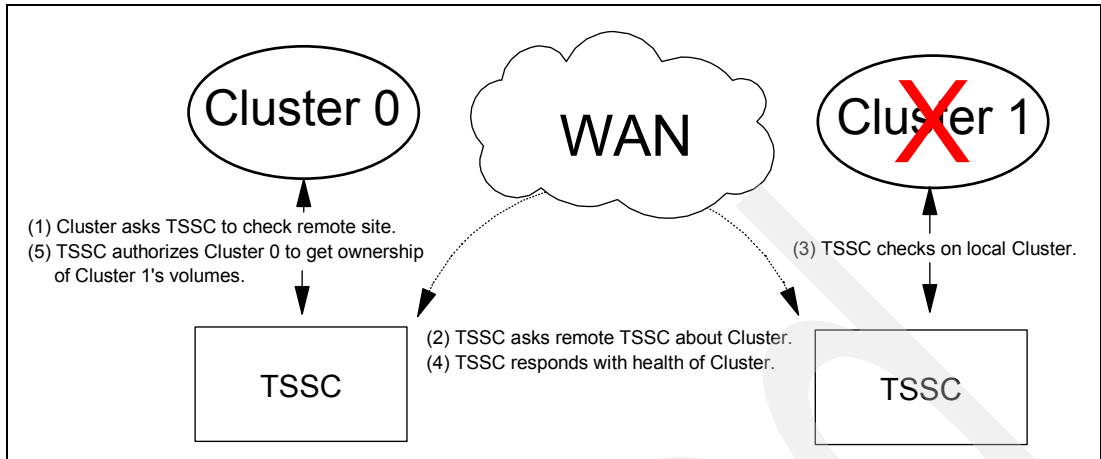 Cluster 0
WAN
Cluster 1
(1) Cluster asks TSSC to check remote site.
(5) TSSC authorizes Cluster 0 to get ownership
of Cluster 1's volumes.
(3) TSSC checks on local Cluster.
(2) TSSC asks remote TSSC about Cluster.
(4) TSSC responds with health of Cluster.
TSSC
TSSC